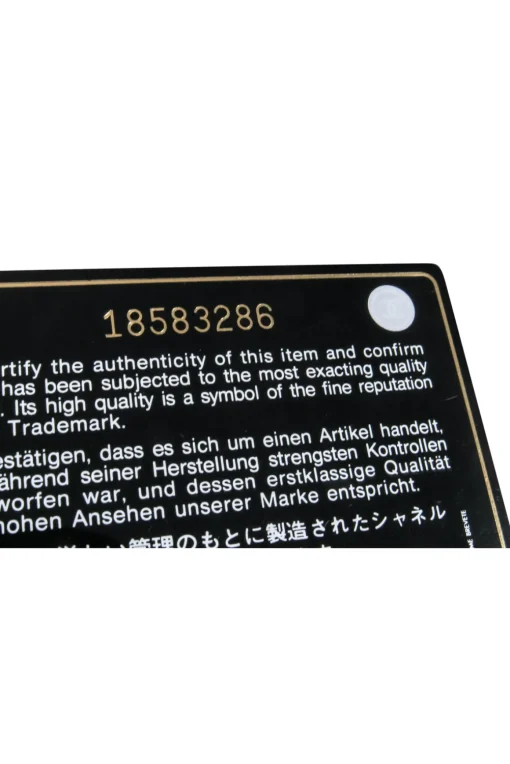 18583286
rtify the authenticity of this item and confirm
has been subjected to the most exacting quality
. Its high quality is a symbol of the fine reputation
Trademark.
estätigen, dass es sich um einen Artikel handelt,
ährend seiner Herstellung strengsten Kontrollen
worfen war, und dessen erstklassige Qualität
hohen Ansehen unserer Marke entspricht.
管理のもとに製造されたシャネル
BREVETE